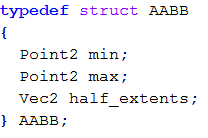 typedef struct AABB
{
  Point2 min;
  Point2 max;
  Vec2 half_extents;
} AABB;